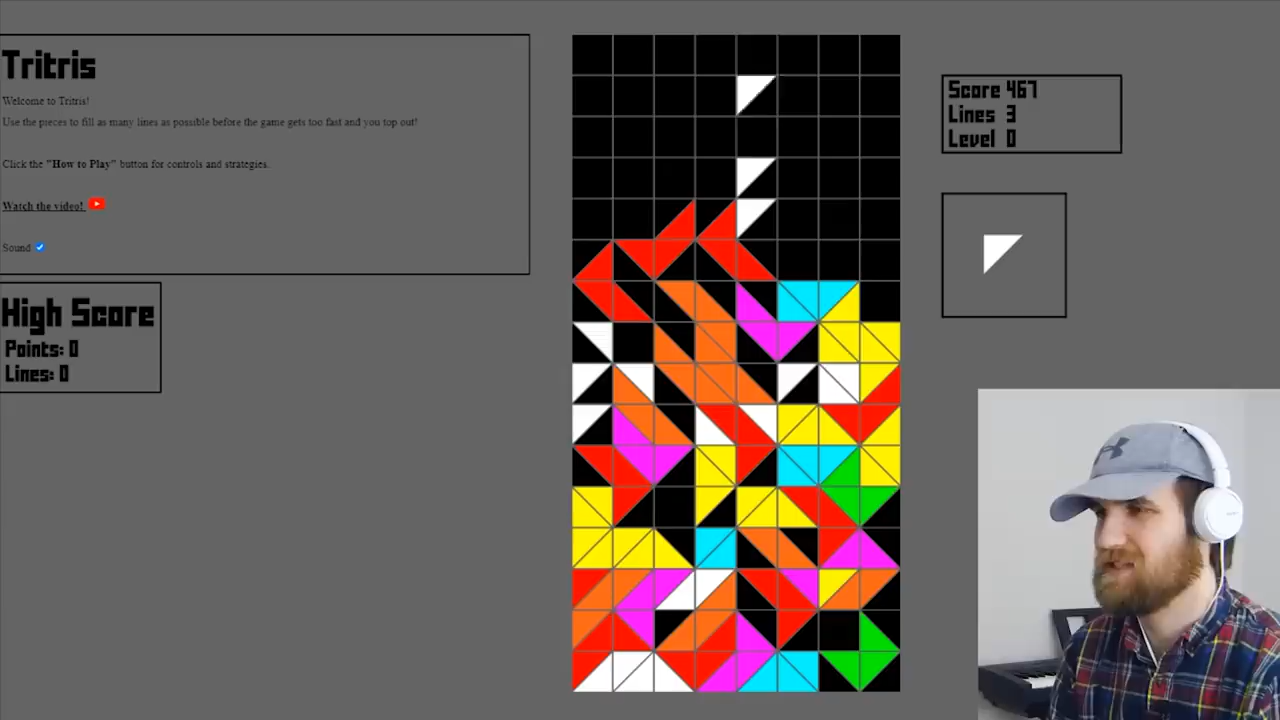 Tritris
Welcome to Tritris!
Use the pieces to fill as many lines as possible before the game gets too fast and you top out!
Click the "How to Play" button for controls and strategies.
Watch the video!
Sound
High Score
Points: 0
Lines: 0
Score 467
Lines 3
Level 0